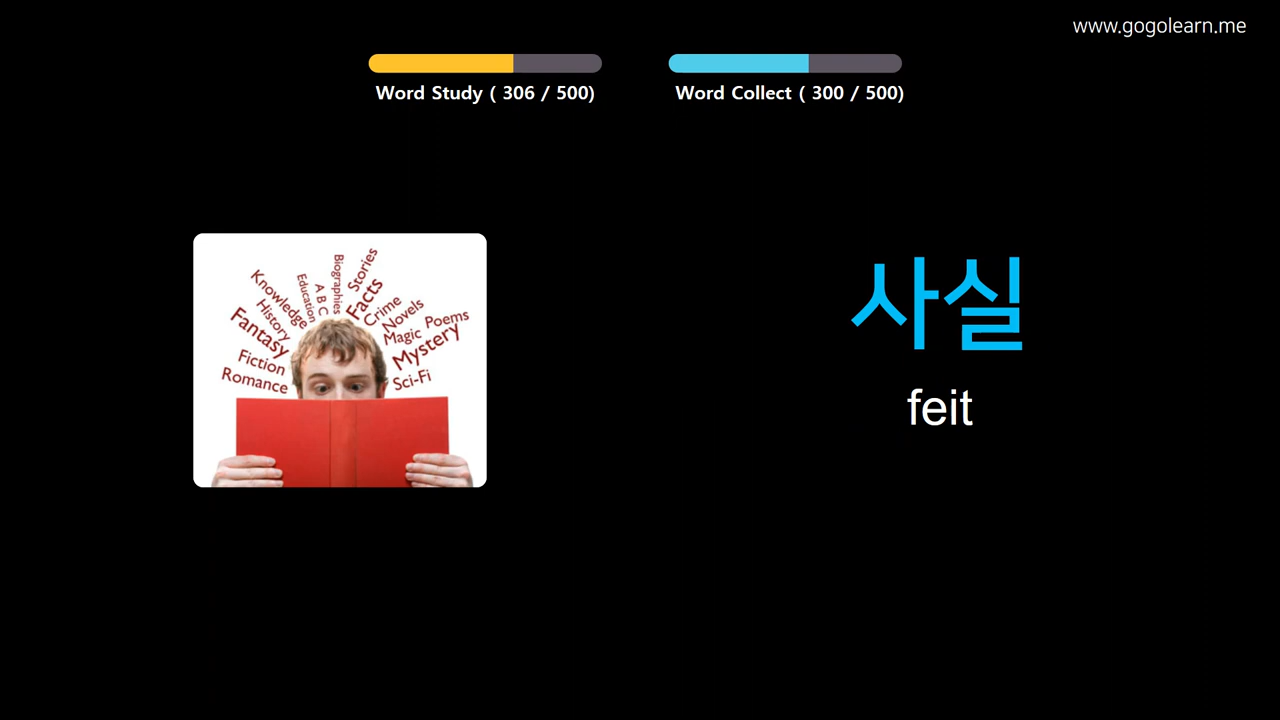 www.gogolearn.me
Word Study ( 306 / 500)
Word Collect ( 300 / 500)
사실
feit
Knowledge
History
Fantasy
Fiction
Romance
Education
A B C
Biographies
Stories
Facts
Crime
Novels
Magic
Poems
Mystery
Sci-Fi